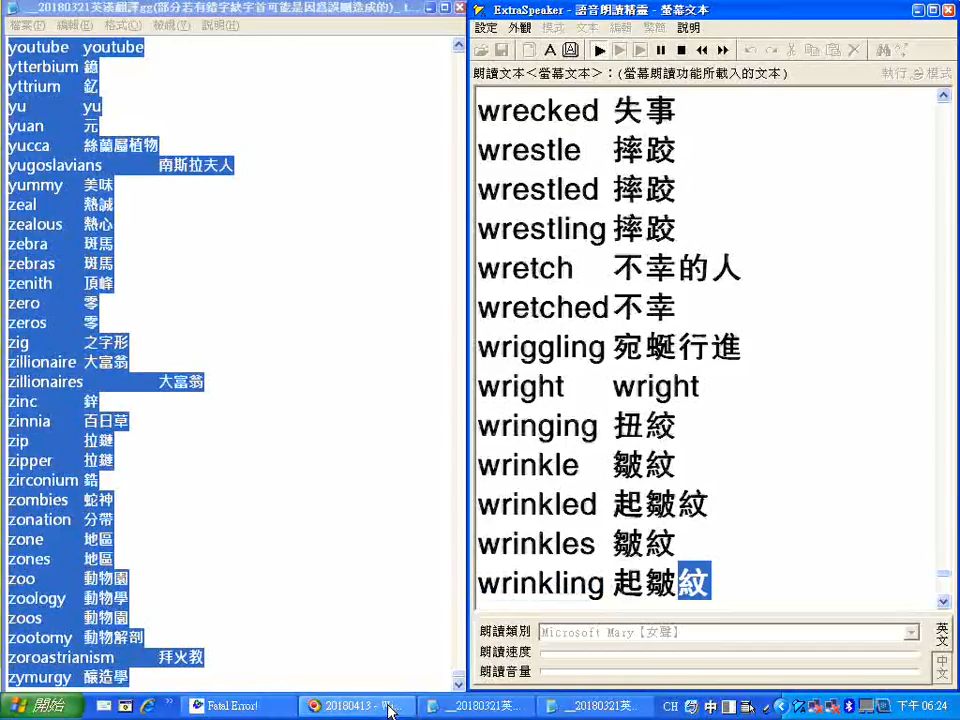 __20180321英漢翻譯gg(部分若有錯字缺字首可能是因為誤刪造成的)_ t...
檔案(F) 編輯(E) 格式(O) 檢視(V) 說明(H)
youtube youtube
ytterbium 鐿
yttrium 釔
yu yu
yuan 元
yucca 絲蘭屬植物
yugoslavians 南斯拉夫人
yummy 美味
zeal 熱誠
zealous 熱心
zebra 斑馬
zebras 斑馬
zenith 頂峰
zero 零
zeros 零
zig 之字形
zillionaire 大富翁
zillionaires 大富翁
zinc 鋅
zinnia 百日草
zip 拉鏈
zipper 拉鏈
zirconium 鋯
zombies 蛇神
zonation 分帶
zone 地區
zones 地區
zoo 動物園
zoology 動物學
zoos 動物園
zootomy 動物解剖
zoroastrianism 拜火教
zymurgy 釀造學
ExtraSpeaker - 語音朗讀精靈 - 螢幕文本
設定 外觀 模式 文本 編輯 繁簡 說明
朗讀文本<螢幕文本>：(螢幕朗讀功能所載入的文本)
wrecked 失事
wrestle 摔跤
wrestled 摔跤
wrestling 摔跤
wretch 不幸的人
wretched 不幸
wriggling 宛蜒行進
wright wright
wringing 扭絞
wrinkle 皺紋
wrinkled 起皺紋
wrinkles 皺紋
wrinkling 起皺紋
朗讀類別 Microsoft Mary【女聲】
朗讀速度
朗讀音量
英文
中文
開始 Fatal Error! 20180413 - __20180321英... __20180321英... CH 中 下午 06:24